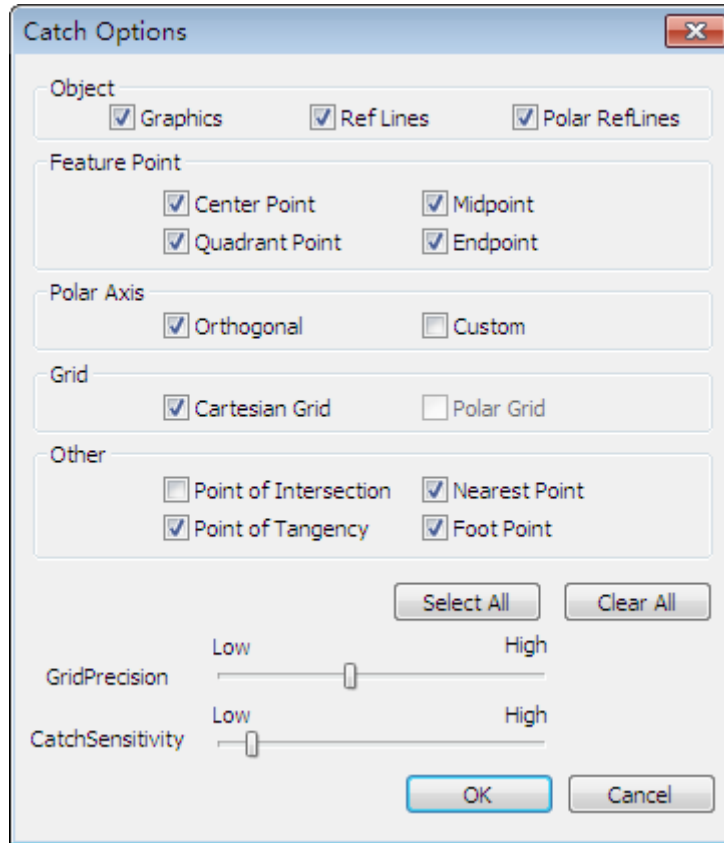 Catch Options
Object
Graphics Ref Lines Polar RefLines
Feature Point
Center Point Midpoint
Quadrant Point Endpoint
Polar Axis
Orthogonal Custom
Grid
Cartesian Grid Polar Grid
Other
Point of Intersection Nearest Point
Point of Tangency Foot Point
Select All Clear All
Low High
GridPrecision
Low High
CatchSensitivity
OK Cancel